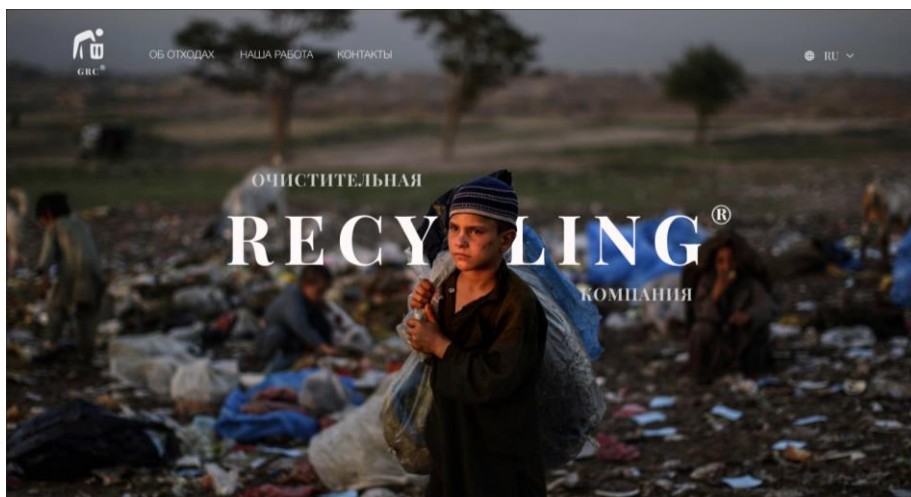 ОБ ОТХОДАХ НАША РАБОТА КОНТАКТЫ RU
GRC®
ОЧИСТИТЕЛЬНАЯ
RECY LING®
КОМПАНИЯ